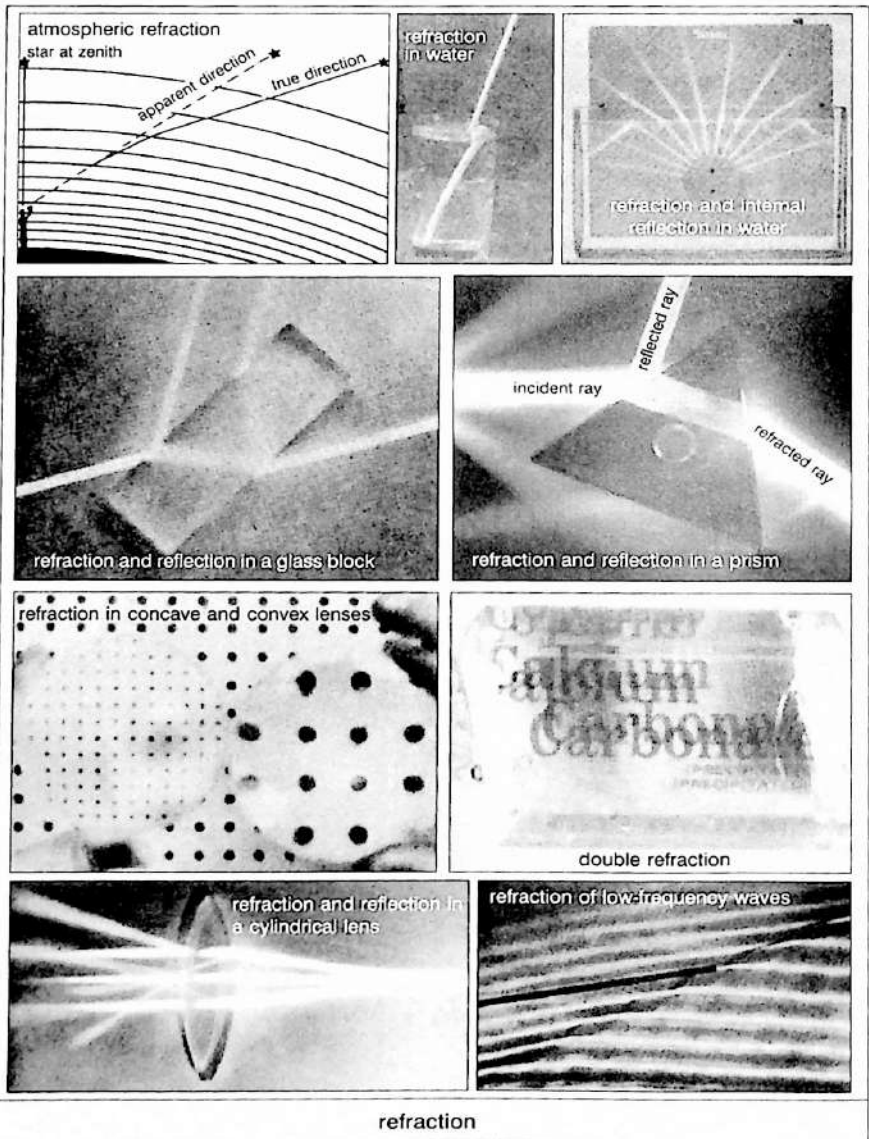 atmospheric refraction
star at zenith
apparent direction
true direction
refraction
in water
refraction and internal
reflection in water
refraction and reflection in a glass block
incident ray
reflected ray
refracted ray
refraction and reflection in a prism
refraction in concave and convex lenses
Calcium
Carbonate
double refraction
refraction and reflection in
a cylindrical lens
refraction of low-frequency waves
refraction